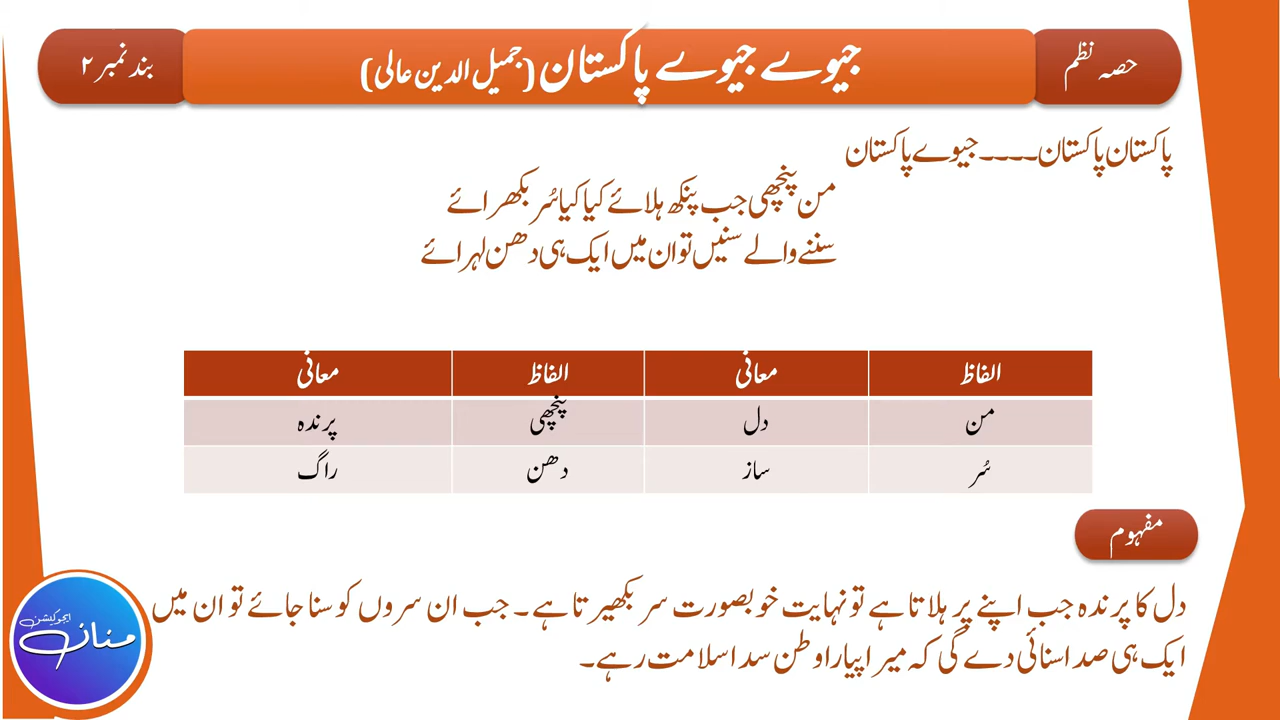 حصہ نظم
جیوے جیوے پاکستان (جمیل الدین عالی)
بند نمبر ۲
پاکستان پاکستان ۔۔۔۔ جیوے پاکستان
من پنچھی جب پنکھ ہلائے کیا کیا سُر بکھرائے
سننے والے سنیں تو ان میں ایک ہی دھن لہرائے
الفاظ معانی الفاظ معانی
من دل پنچھی پرندہ
سُر ساز دھن راگ
مفہوم
دل کا پرندہ جب اپنے پر ہلاتا ہے تو نہایت خوبصورت سر بکھیرتا ہے۔ جب ان سروں کو سنا جائے تو ان میں
ایک ہی صدا سنائی دے گی کہ میرا پیارا وطن سدا سلامت رہے۔
ایجوکیشن
منان